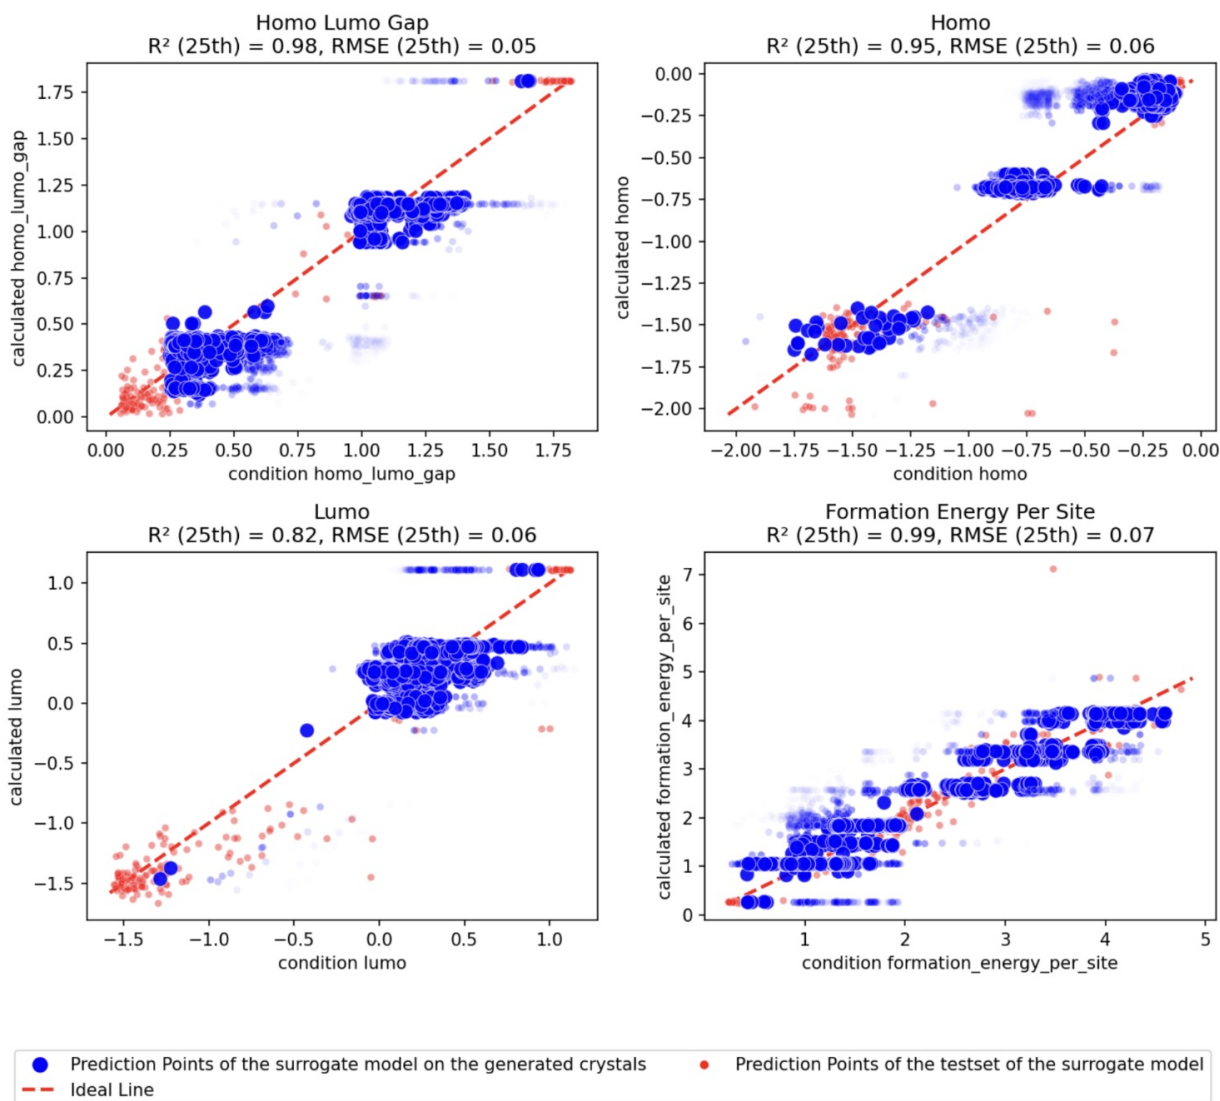 Homo Lumo Gap
R² (25th) = 0.98, RMSE (25th) = 0.05
calculated homo_lumo_gap
1.75
1.50
1.25
1.00
0.75
0.50
0.25
0.00
0.00 0.25 0.50 0.75 1.00 1.25 1.50 1.75
condition homo_lumo_gap
Homo
R² (25th) = 0.95, RMSE (25th) = 0.06
calculated homo
0.00
−0.25
−0.50
−0.75
−1.00
−1.25
−1.50
−1.75
−2.00
−2.00 −1.75 −1.50 −1.25 −1.00 −0.75 −0.50 −0.25 0.00
condition homo
Lumo
R² (25th) = 0.82, RMSE (25th) = 0.06
calculated lumo
1.0
0.5
0.0
−0.5
−1.0
−1.5
−1.5 −1.0 −0.5 0.0 0.5 1.0
condition lumo
Formation Energy Per Site
R² (25th) = 0.99, RMSE (25th) = 0.07
calculated formation_energy_per_site
7
6
5
4
3
2
1
0
1 2 3 4 5
condition formation_energy_per_site
Prediction Points of the surrogate model on the generated crystals
Ideal Line
Prediction Points of the testset of the surrogate model